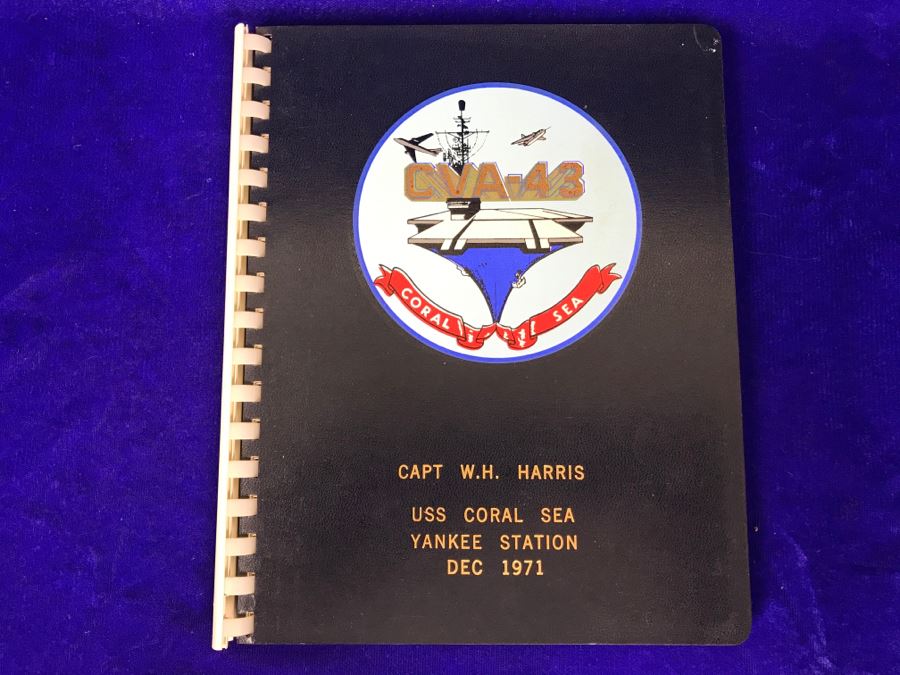 CVA-43
CORAL SEA
CAPT W.H. HARRIS
USS CORAL SEA
YANKEE STATION
DEC 1971